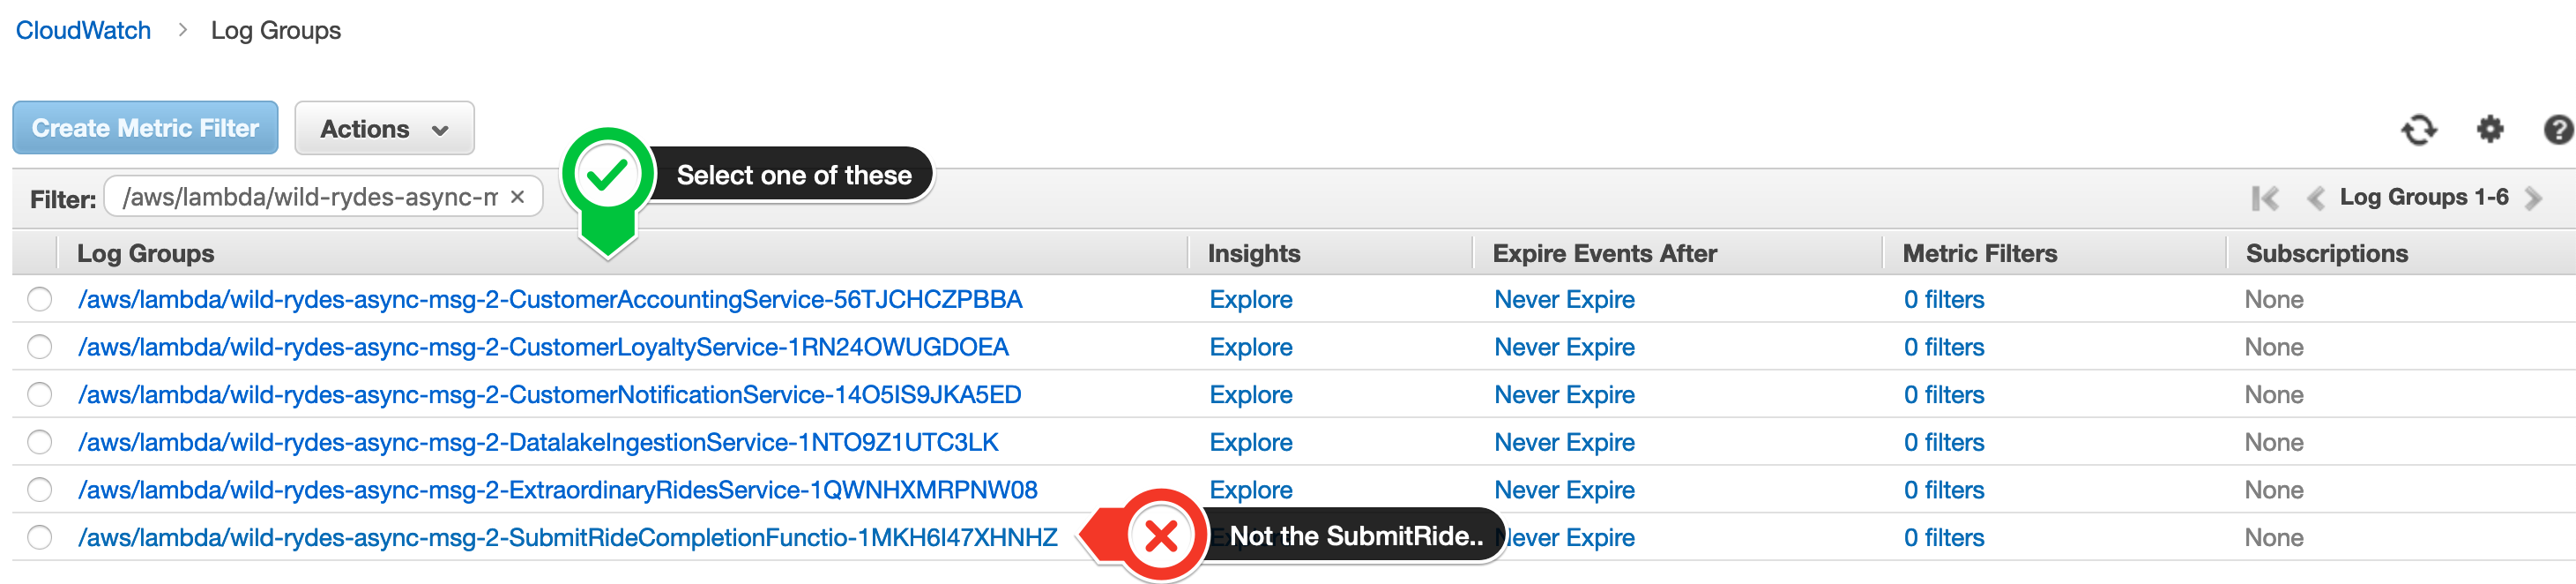 CloudWatch > Log Groups
Create Metric Filter Actions
Select one of these
Filter: /aws/lambda/wild-rydes-async-m × Log Groups 1-6
Log Groups Insights Expire Events After Metric Filters Subscriptions
/aws/lambda/wild-rydes-async-msg-2-CustomerAccountingService-56TJCHCZPBBA Explore Never Expire 0 filters None
/aws/lambda/wild-rydes-async-msg-2-CustomerLoyaltyService-1RN24OWUGDOEA Explore Never Expire 0 filters None
/aws/lambda/wild-rydes-async-msg-2-CustomerNotificationService-14O5IS9JKA5ED Explore Never Expire 0 filters None
/aws/lambda/wild-rydes-async-msg-2-DatalakeIngestionService-1NTO9Z1UTC3LK Explore Never Expire 0 filters None
/aws/lambda/wild-rydes-async-msg-2-ExtraordinaryRidesService-1QWNHXMRPNW08 Explore Never Expire 0 filters None
/aws/lambda/wild-rydes-async-msg-2-SubmitRideCompletionFunctio-1MKH6I47XHNHZ Not the SubmitRide.. Never Expire 0 filters None